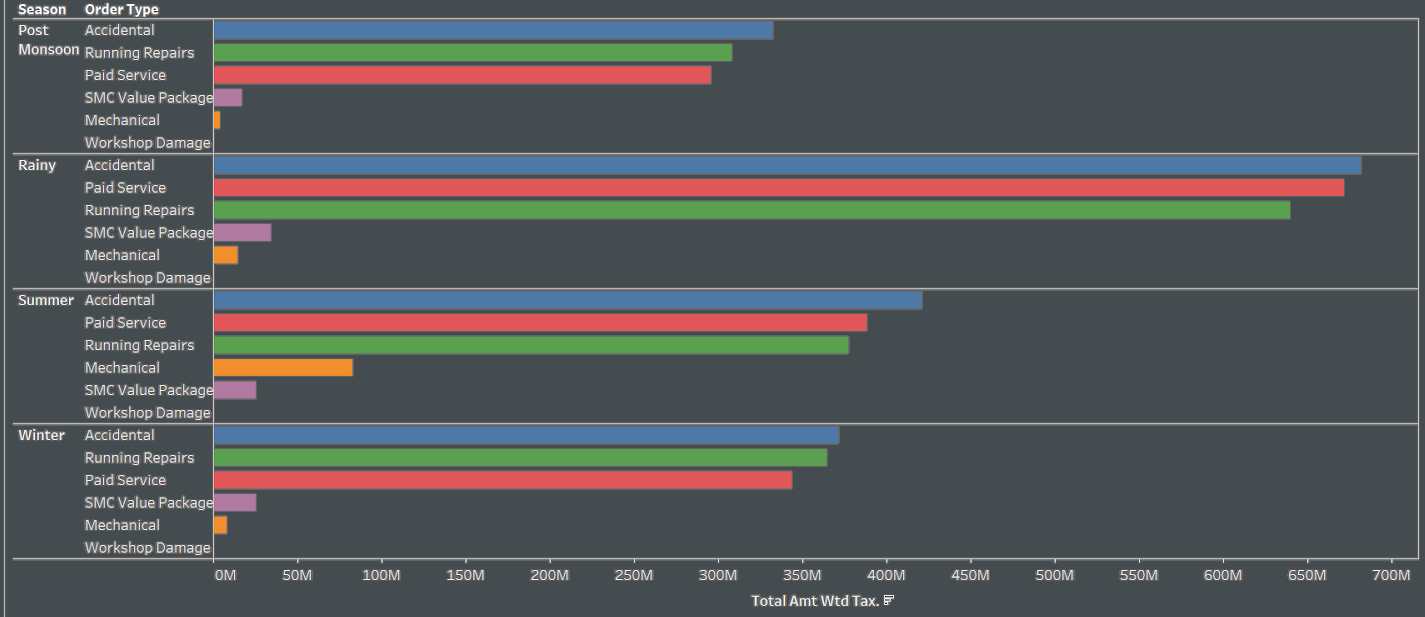 Season Order Type
Post Monsoon Accidental
Running Repairs
Paid Service
SMC Value Package
Mechanical
Workshop Damage
Rainy Accidental
Paid Service
Running Repairs
SMC Value Package
Mechanical
Workshop Damage
Summer Accidental
Paid Service
Running Repairs
Mechanical
SMC Value Package
Workshop Damage
Winter Accidental
Running Repairs
Paid Service
SMC Value Package
Mechanical
Workshop Damage
0M 50M 100M 150M 200M 250M 300M 350M 400M 450M 500M 550M 600M 650M 700M
Total Amt Wtd Tax.